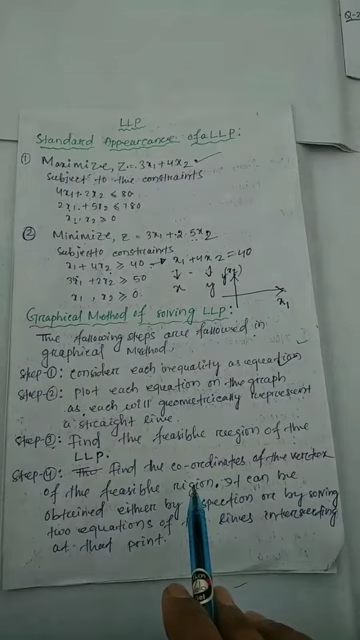 Q-2
LLP
Standard Appearance of a LLP:
① Maximize, Z = 3x₁ + 4x₂
Subject to the constraints
4x₁ + 2x₂ ≤ 80
2x₁ + 5x₂ ≤ 180
x₁, x₂ ≥ 0
② Minimize, Z = 3x₁ + 2.5x₂
Subject to constraints
x₁ + 4x₂ ≥ 40 → x₁ + 4x₂ = 40
3x₁ + 2x₂ ≥ 50 x y (x₂)
x₁, x₂ ≥ 0 x₁
Graphical Method of solving LLP:
The following steps are followed in
graphical Method.
Step-①: consider each inequality as equation
Step-②: Plot each equation on the graph
as each will geometrically represent
a straight line.
Step-③: Find the feasible region of the
LLP.
Step-④: Find the co-ordinates of the vertex
of the feasible region. It can be
obtained either by inspection or by solving
two equations of lines intersecting
at that point.